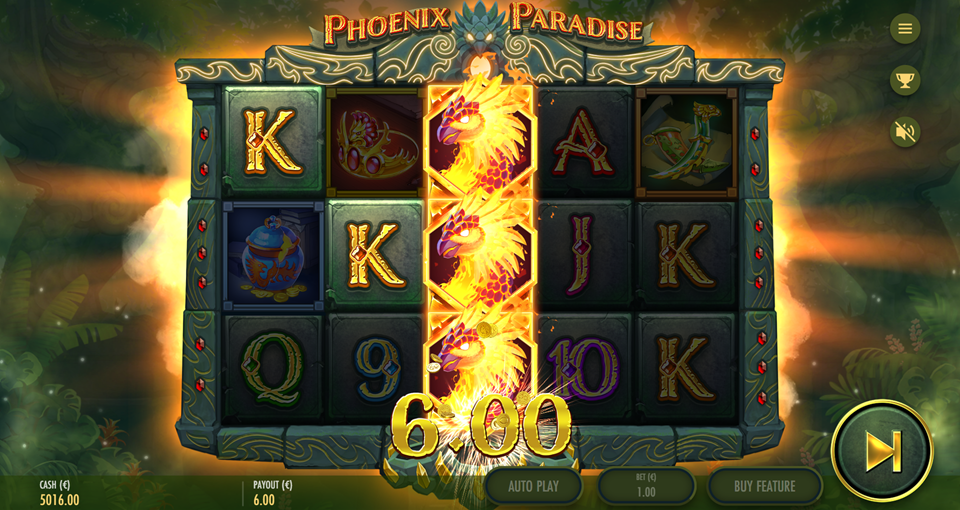 PHOENIX PARADISE
K A
K J K
Q 9 10 K
6.00
CASH (€) PAYOUT (€) AUTO PLAY BET (€) BUY FEATURE
5016.00 6.00 1.00